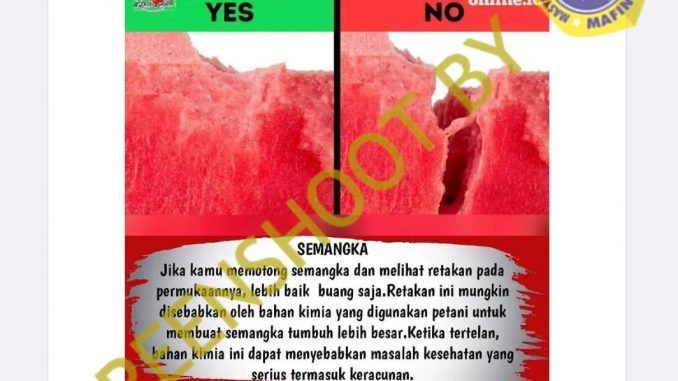 YES
NO
online.id
MAFIN
SCREENSHOOT BY
SEMANGKA
Jika kamu memotong semangka dan melihat retakan pada
permukaannya, lebih baik buang saja.Retakan ini mungkin
disebabkan oleh bahan kimia yang digunakan petani untuk
membuat semangka tumbuh lebih besar.Ketika tertelan,
bahan kimia ini dapat menyebabkan masalah kesehatan yang
serius termasuk keracunan.